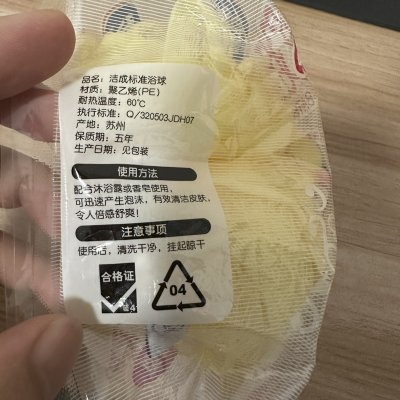 品名：洁成标准浴球
材质：聚乙烯(PE)
耐热温度：60℃
执行标准：Q/320503JDH07
产地：苏州
保质期：五年
生产日期：见包装
使用方法
配合沐浴露或香皂使用，
可迅速产生泡沫，有效清洁皮肤，
令人倍感舒爽！
注意事项
使用后，清洗干净，挂起晾干
合格证
04